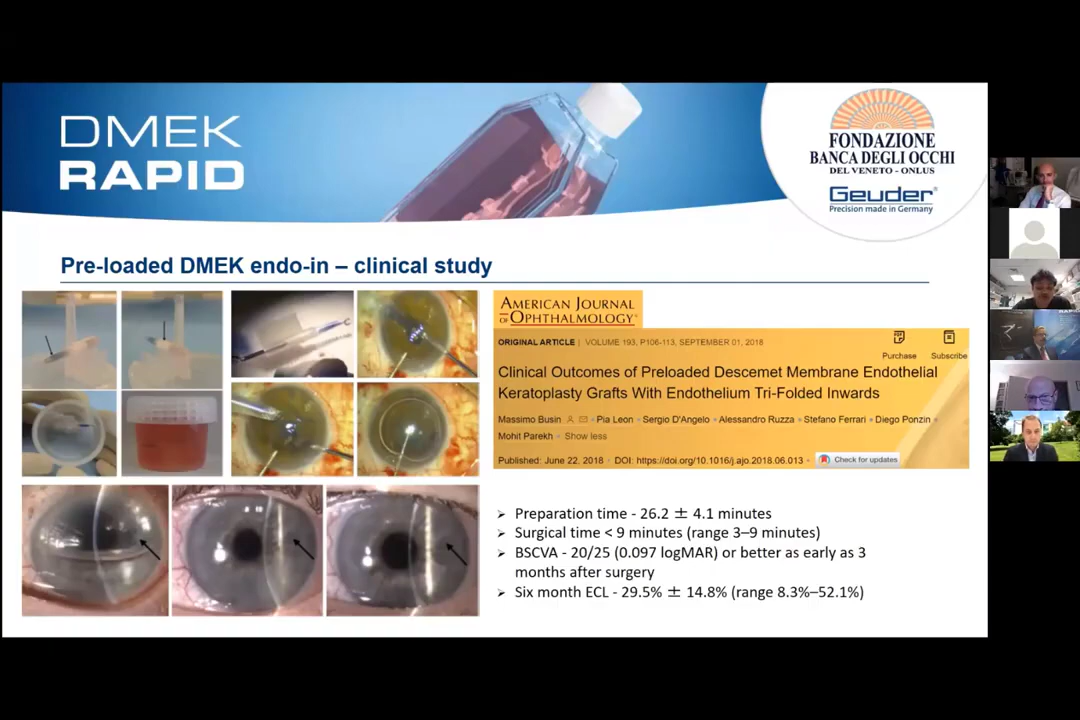 DMEK
RAPID
FONDAZIONE
BANCA DEGLI OCCHI
DEL VENETO - ONLUS
Geuder®
Precision made in Germany
Pre-loaded DMEK endo-in – clinical study
AMERICAN JOURNAL
OF OPHTHALMOLOGY®
ORIGINAL ARTICLE | VOLUME 193, P106-113, SEPTEMBER 01, 2018
Purchase Subscribe
Clinical Outcomes of Preloaded Descemet Membrane Endothelial
Keratoplasty Grafts With Endothelium Tri-Folded Inwards
Massimo Busin • Pia Leon • Sergio D'Angelo • Alessandro Ruzza • Stefano Ferrari • Diego Ponzin •
Mohit Parekh • Show less
Published: June 22, 2018 • DOI: https://doi.org/10.1016/j.ajo.2018.06.013 • Check for updates
➢ Preparation time - 26.2 ± 4.1 minutes
➢ Surgical time < 9 minutes (range 3–9 minutes)
➢ BSCVA - 20/25 (0.097 logMAR) or better as early as 3
months after surgery
➢ Six month ECL - 29.5% ± 14.8% (range 8.3%–52.1%)